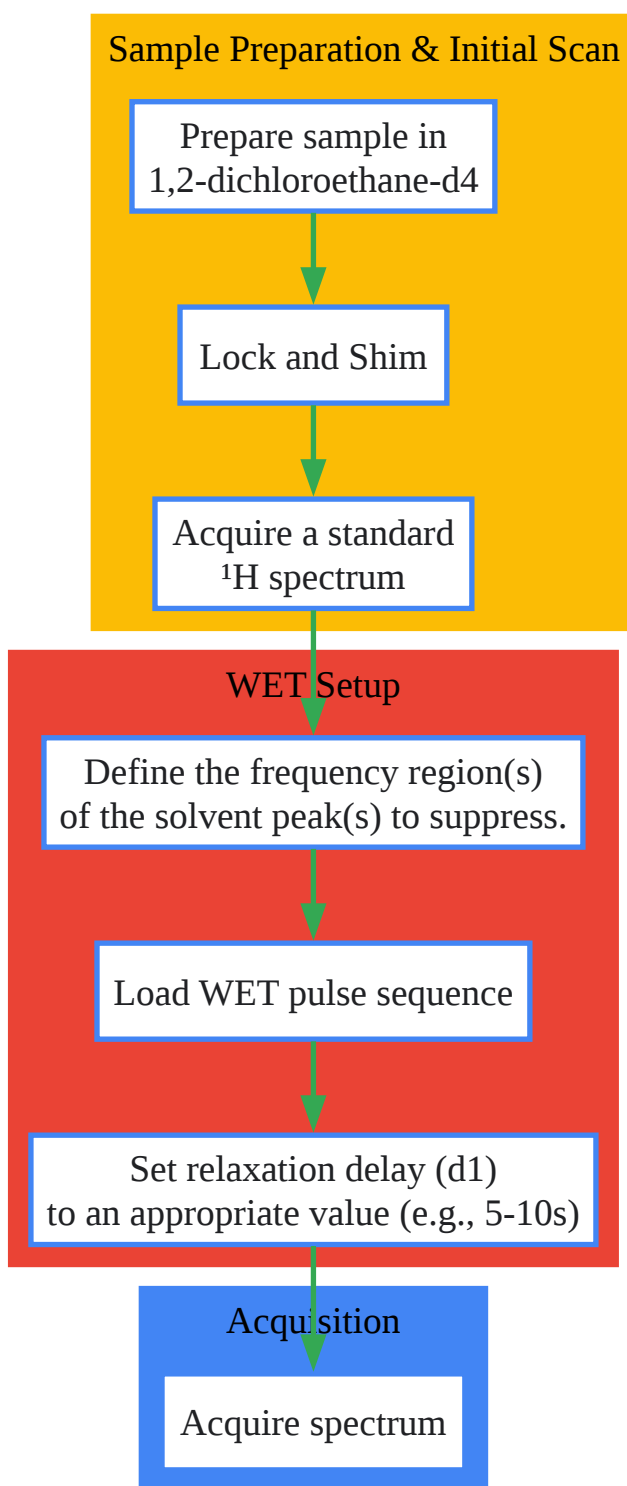 Sample Preparation & Initial Scan
Prepare sample in
1,2-dichloroethane-d4
Lock and Shim
Acquire a standard
¹H spectrum
WET Setup
Define the frequency region(s)
of the solvent peak(s) to suppress.
Load WET pulse sequence
Set relaxation delay (d1)
to an appropriate value (e.g., 5-10s)
Acquisition
Acquire spectrum